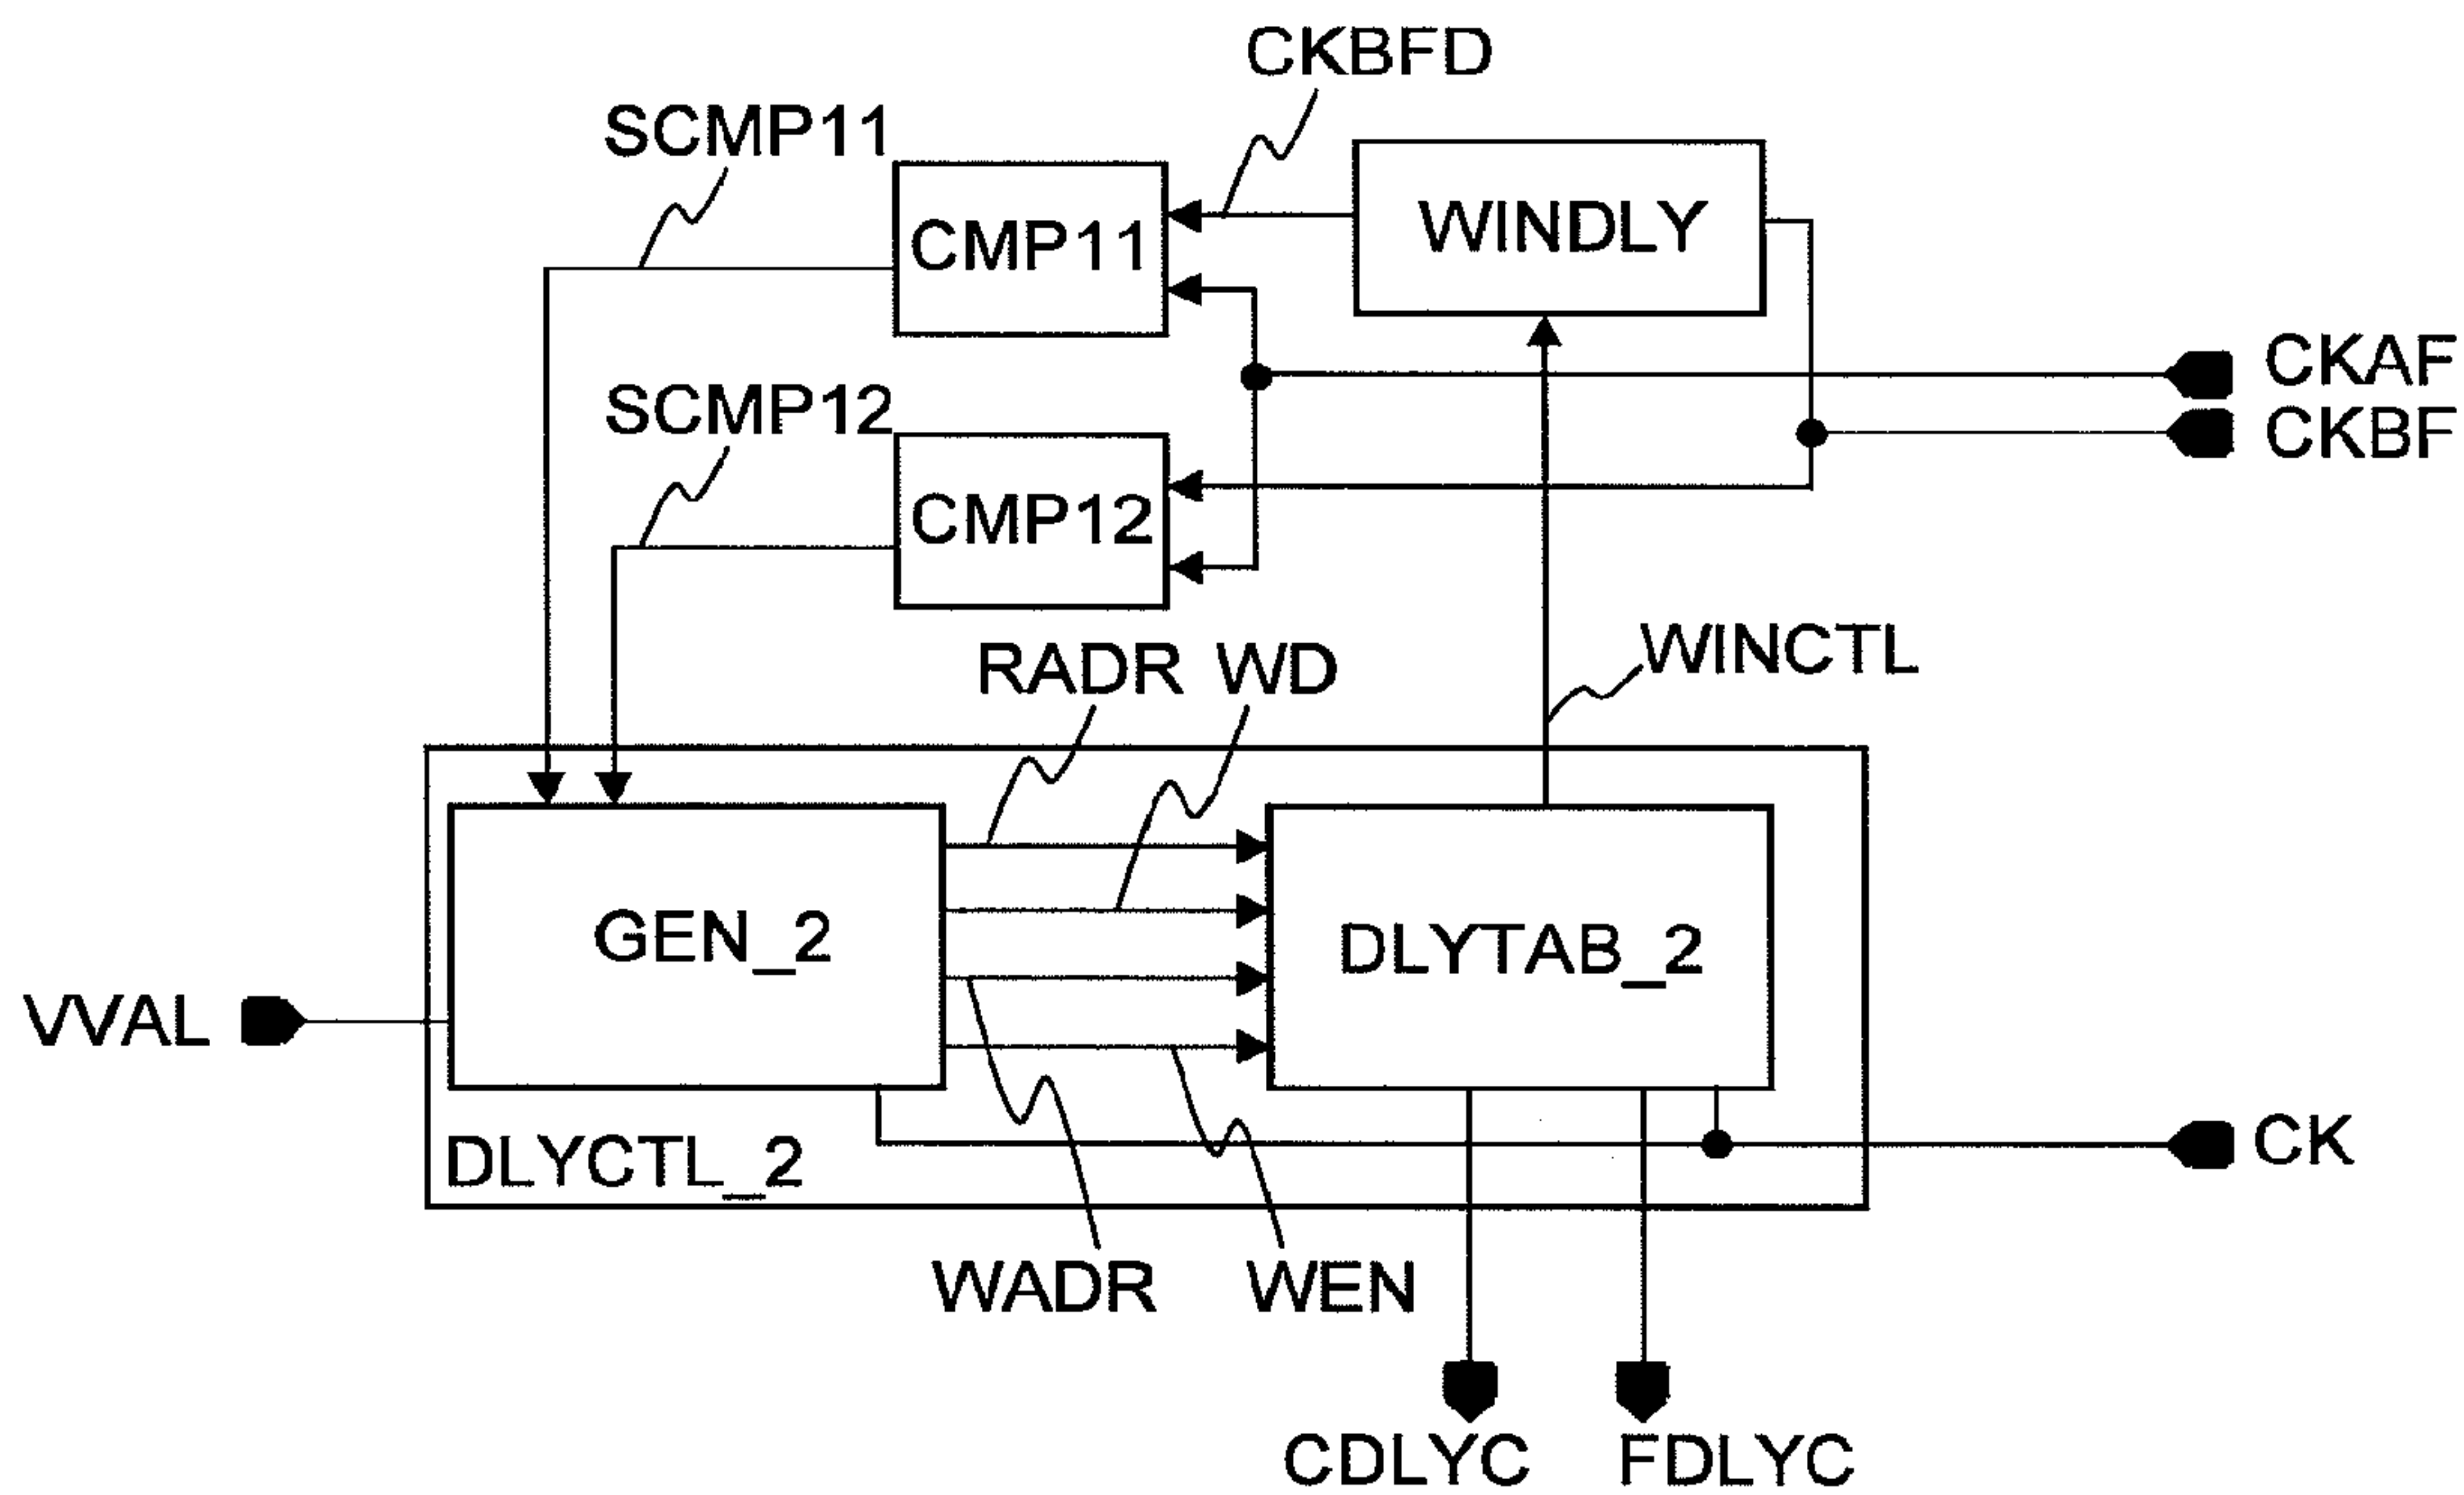 CKBFD
SCMP11
CMP11
WINDLY
CKAF
SCMP12
CKBF
CMP12
RADR WD
WINCTL
GEN_2
DLYTAB_2
VVAL
DLYCTL_2
CK
WADR
WEN
CDLYC
FDLYC